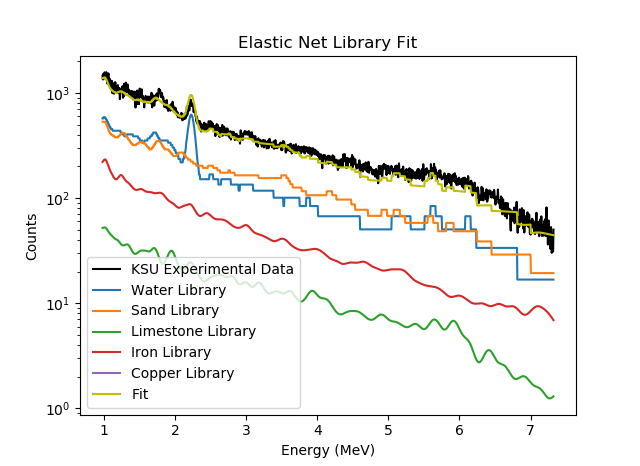 Elastic Net Library Fit
Counts
10³
10²
10¹
10⁰
KSU Experimental Data
Water Library
Sand Library
Limestone Library
Iron Library
Copper Library
Fit
1 2 3 4 5 6 7
Energy (MeV)